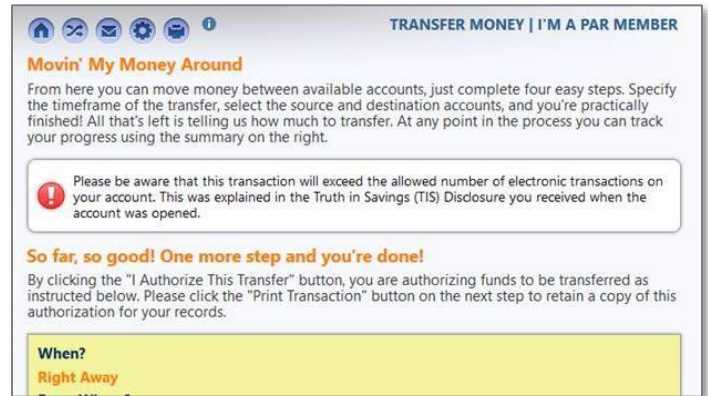 TRANSFER MONEY | I'M A PAR MEMBER
Movin' My Money Around
From here you can move money between available accounts, just complete four easy steps. Specify
the timeframe of the transfer, select the source and destination accounts, and you're practically
finished! All that's left is telling us how much to transfer. At any point in the process you can track
your progress using the summary on the right.
Please be aware that this transaction will exceed the allowed number of electronic transactions on
your account. This was explained in the Truth in Savings (TIS) Disclosure you received when the
account was opened.
So far, so good! One more step and you're done!
By clicking the "I Authorize This Transfer" button, you are authorizing funds to be transferred as
instructed below. Please click the "Print Transaction" button on the next step to retain a copy of this
authorization for your records.
When?
Right Away